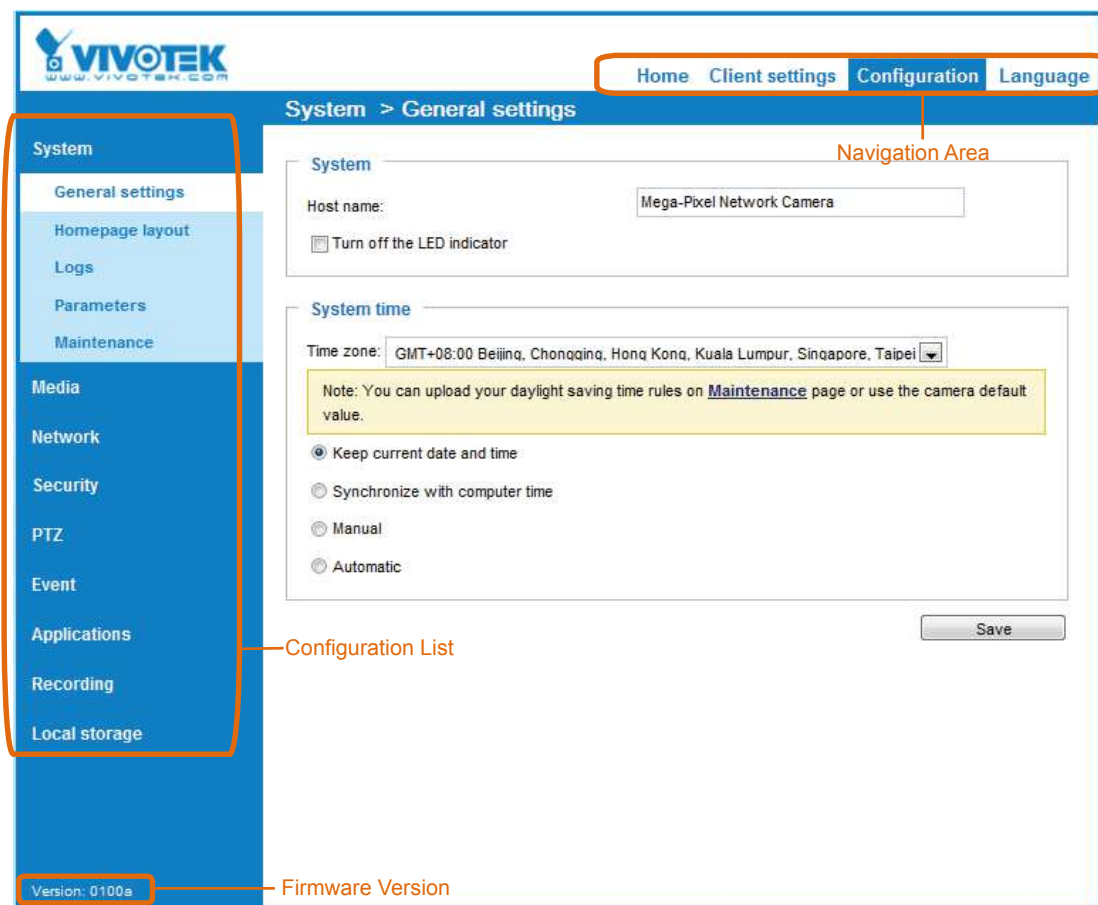 VIVOTEK
WWW.VIVOTEK.COM
Home Client settings Configuration Language
System > General settings
Navigation Area
System
General settings
Homepage layout
Logs
Parameters
Maintenance
Media
Network
Security
PTZ
Event
Applications
Recording
Local storage
Configuration List
Version: 0100a
Firmware Version
System
Host name: Mega-Pixel Network Camera
Turn off the LED indicator
System time
Time zone: GMT+08:00 Beijing, Chongqing, Hong Kong, Kuala Lumpur, Singapore, Taipei
Note: You can upload your daylight saving time rules on Maintenance page or use the camera default
value.
Keep current date and time
Synchronize with computer time
Manual
Automatic
Save